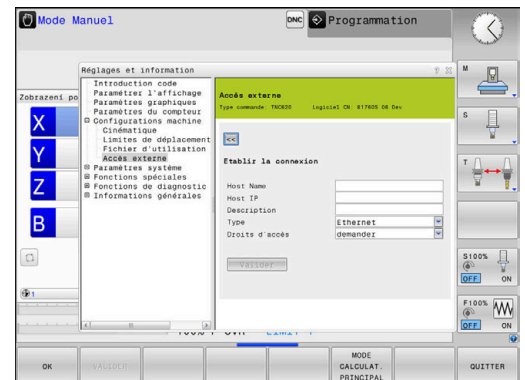 Mode Manuel
DNC
Programmation
Réglages et information
Zobrazení po
X
Y
Z
B
1
Introduction code
Paramétrer l'affichage
Paramètres graphiques
Paramètres du compteur
Configurations machine
Cinématique
Limites de déplacement
Fichier d'utilisation
Accès externe
Paramètres système
Fonctions spéciales
Fonctions de diagnostic
Informations générales
Accès externe
Type commande: TNC620 Logiciel CN 817605 06 Dev
<<
Etablir la connexion
Host Name
Host IP
Description
Type Ethernet
Droits d'accès demander
Valider
M
S
T
S100%
OFF ON
F100%
OFF ON
OK
VALIDER
MODE
CALCULAT.
PRINCIPAL
QUITTER